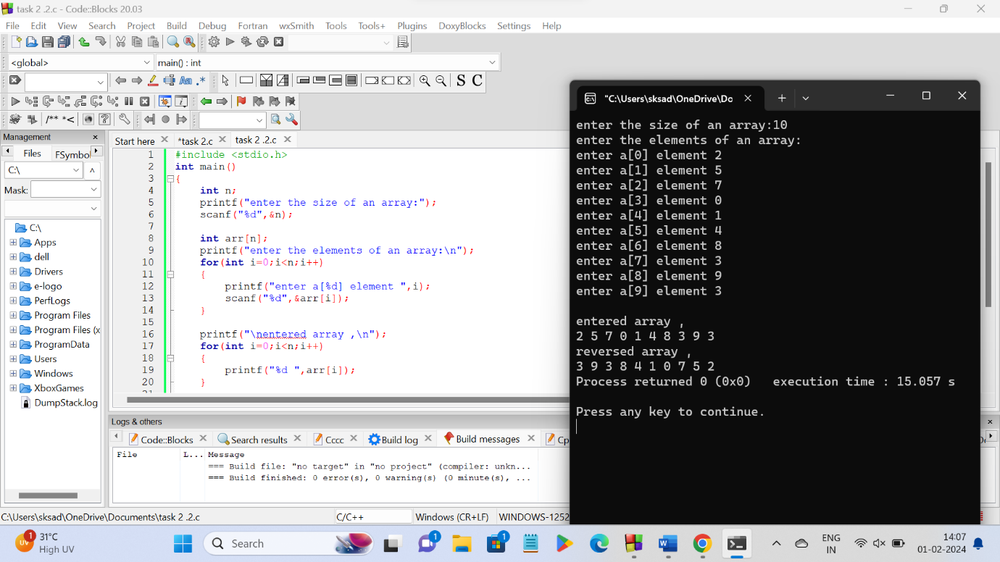 task 2 .2.c - Code::Blocks 20.03
File Edit View Search Project Build Debug Fortran wxSmith Tools Tools+ Plugins DoxyBlocks Settings Help
<global> main() : int
Management
Files FSymbol
C:\
Mask:
C:\
Apps
dell
Drivers
e-logo
PerfLogs
Program Files
Program Files (x
ProgramData
Users
Windows
XboxGames
DumpStack.log
Start here *task 2.c task 2 .2.c
1 #include <stdio.h>
2 int main()
3 {
4 int n;
5 printf("enter the size of an array:");
6 scanf("%d",&n);
7
8 int arr[n];
9 printf("enter the elements of an array:\n");
10 for(int i=0;i<n;i++)
11 {
12 printf("enter a[%d] element ",i);
13 scanf("%d",&arr[i]);
14 }
15
16 printf("\nentered array ,\n");
17 for(int i=0;i<n;i++)
18 {
19 printf("%d ",arr[i]);
20 }
21
"C:\Users\sksad\OneDrive\Do
enter the size of an array:10
enter the elements of an array:
enter a[0] element 2
enter a[1] element 5
enter a[2] element 7
enter a[3] element 0
enter a[4] element 1
enter a[5] element 4
enter a[6] element 8
enter a[7] element 3
enter a[8] element 9
enter a[9] element 3
entered array ,
2 5 7 0 1 4 8 3 9 3
reversed array ,
3 9 3 8 4 1 0 7 5 2
Process returned 0 (0x0) execution time : 15.057 s
Press any key to continue.
Logs & others
Code::Blocks Search results Cccc Build log Build messages Cp
File L... Message
=== Build file: "no target" in "no project" (compiler: unkn...
=== Build finished: 0 error(s), 0 warning(s) (0 minute(s), ...
C:\Users\sksad\OneDrive\Documents\task 2 .2.c C/C++ Windows (CR+LF) WINDOWS-1252
31°C
High UV
Search
ENG
IN
14:07
01-02-2024